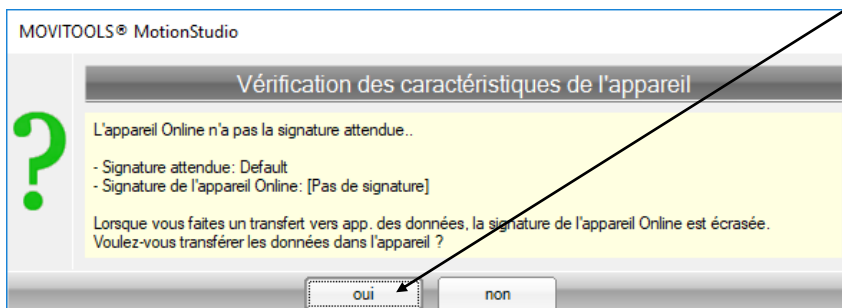 MOVITOOLS® MotionStudio
Vérification des caractéristiques de l'appareil
L'appareil Online n'a pas la signature attendue..
- Signature attendue: Default
- Signature de l'appareil Online: [Pas de signature]
Lorsque vous faites un transfert vers app. des données, la signature de l'appareil Online est écrasée.
Voulez-vous transférer les données dans l'appareil ?
oui
non